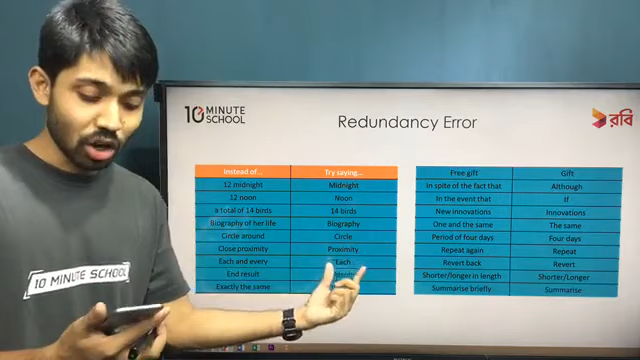 10 MINUTE
SCHOOL
Redundancy Error
রবি
Instead of... Try saying...
12 midnight Midnight
12 noon Noon
a total of 14 birds 14 birds
Biography of her life Biography
Circle around Circle
Close proximity Proximity
Each and every Each
End result
Exactly the same
Free gift Gift
In spite of the fact that Although
In the event that If
New innovations Innovations
One and the same The same
Period of four days Four days
Repeat again Repeat
Revert back Revert
Shorter/longer in length Shorter/Longer
Summarise briefly Summarise
10 MINUTE SCHOOL